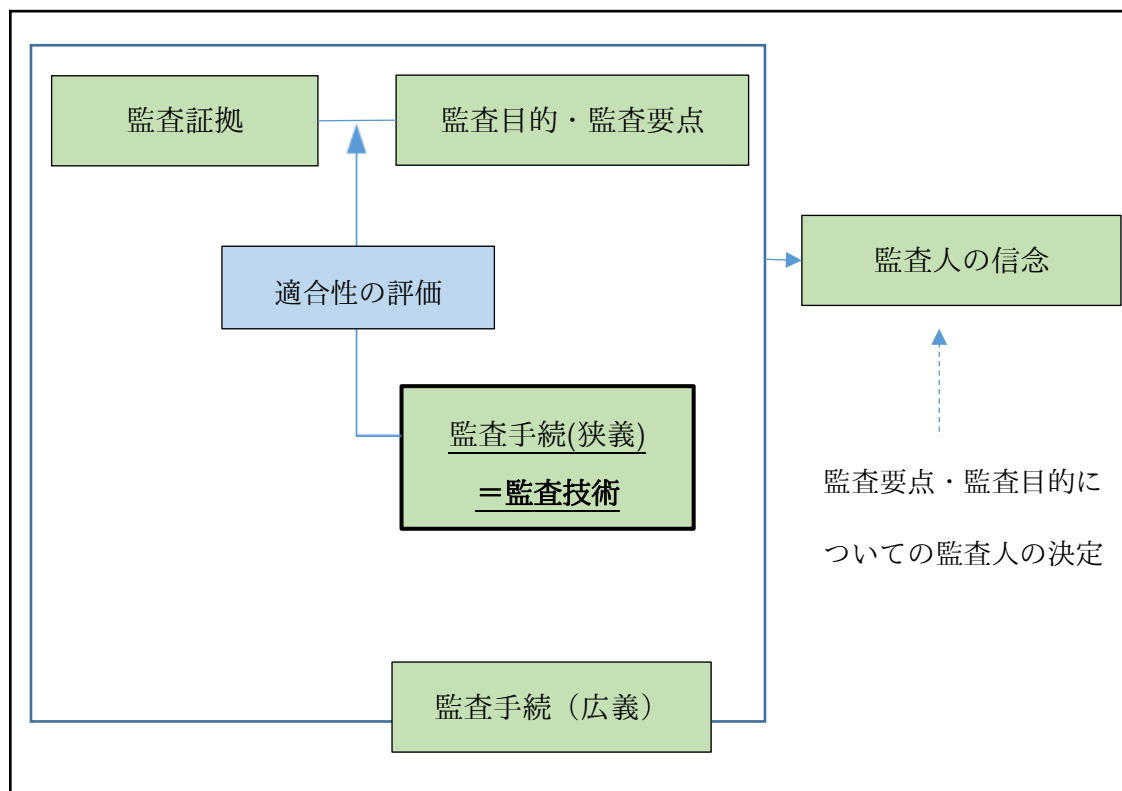 監査証拠
監査目的・監査要点
監査人の信念
適合性の評価
監査手続(狭義)
＝監査技術
監査要点・監査目的に
ついての監査人の決定
監査手続（広義）